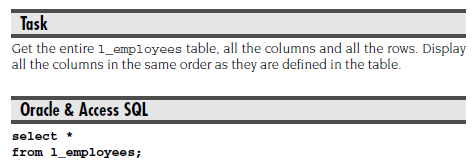 Task
Get the entire l_employees table, all the columns and all the rows. Display
all the columns in the same order as they are defined in the table.
Oracle & Access SQL
select *
from l_employees;